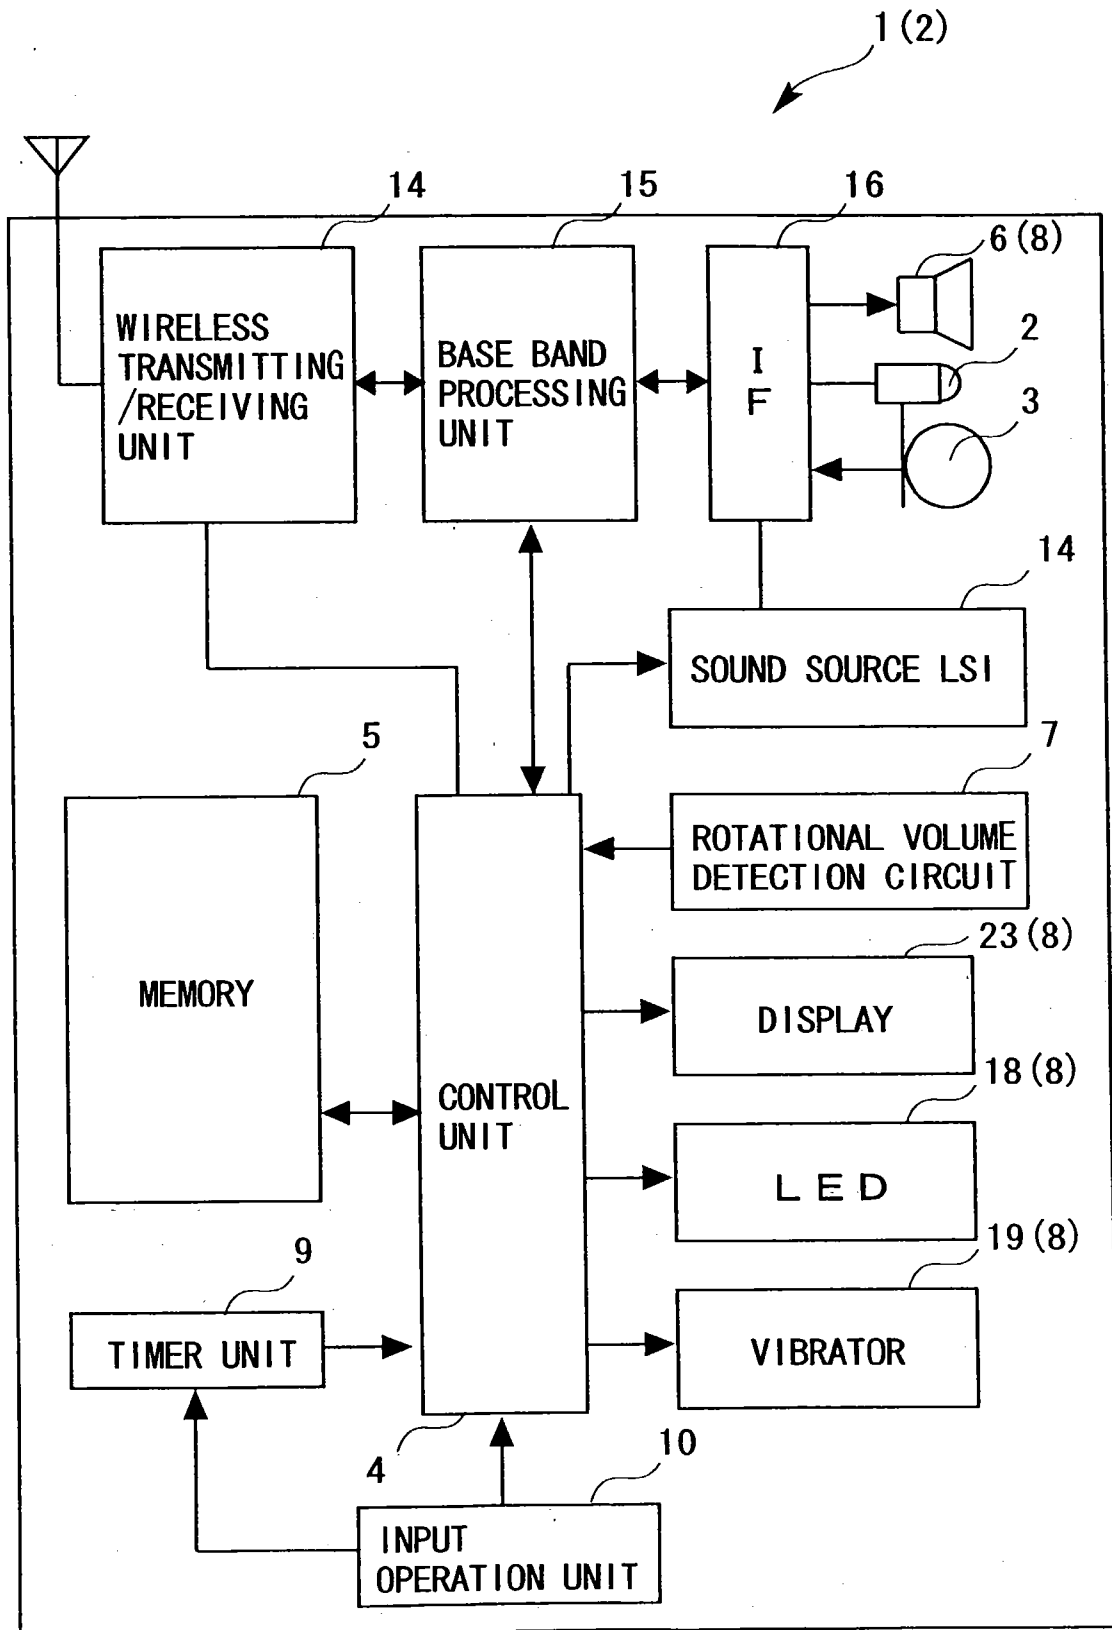 1(2)
14
15
16
6(8)
WIRELESS
TRANSMITTING
/RECEIVING
UNIT
BASE BAND
PROCESSING
UNIT
I
F
2
3
14
SOUND SOURCE LSI
5
7
MEMORY
ROTATIONAL VOLUME
DETECTION CIRCUIT
23(8)
DISPLAY
CONTROL
UNIT
18(8)
LED
9
19(8)
TIMER UNIT
VIBRATOR
4
10
INPUT
OPERATION UNIT